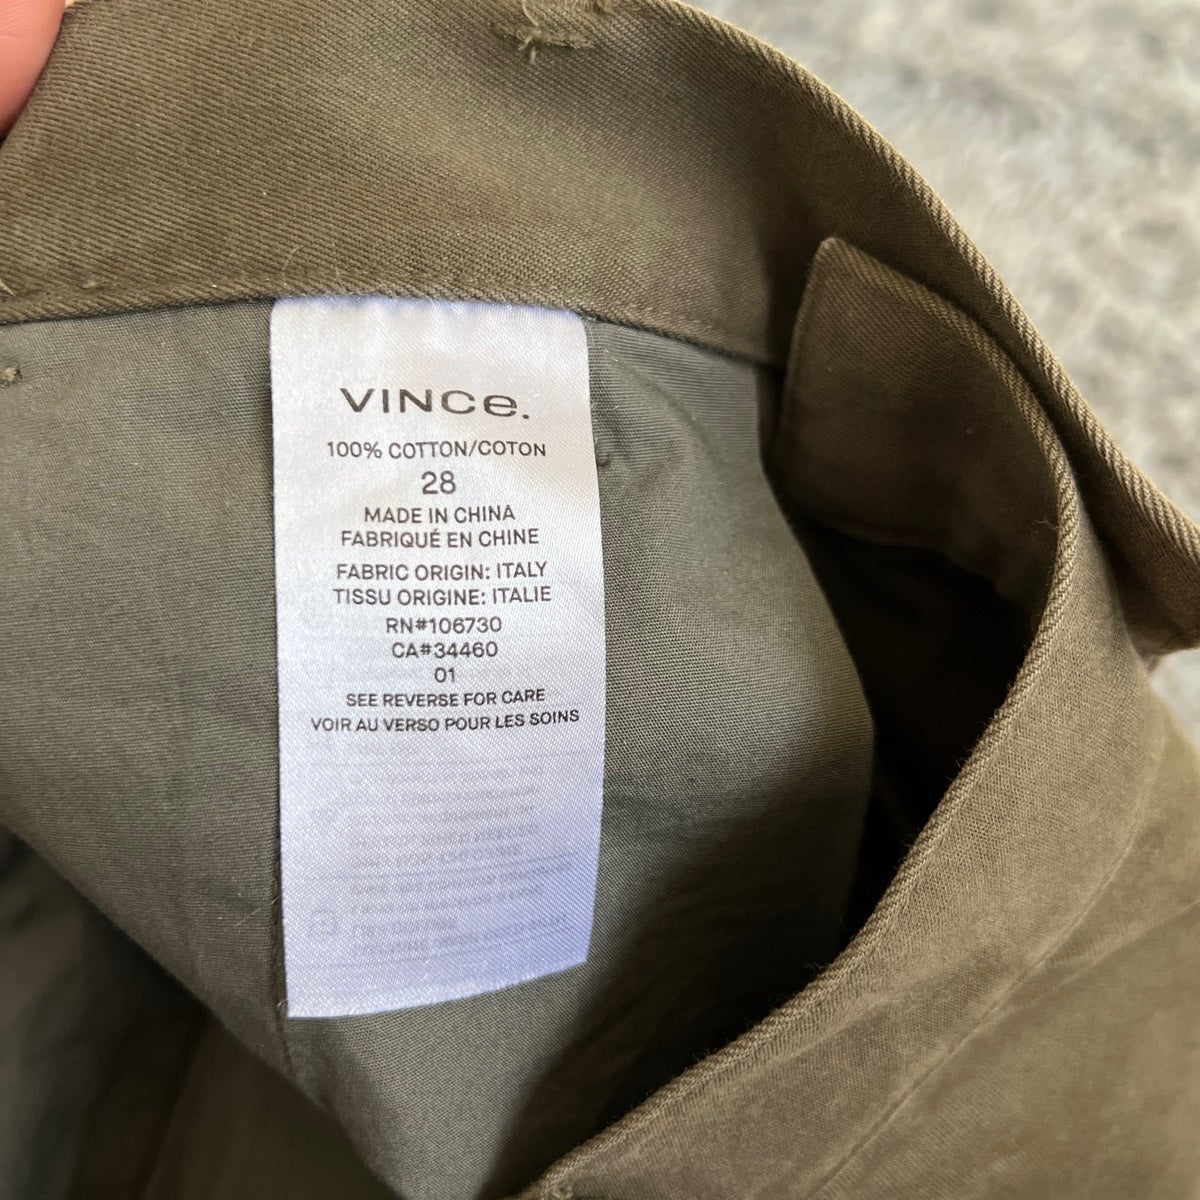 VINCe.
100% COTTON/COTON
28
MADE IN CHINA
FABRIQUÉ EN CHINE
FABRIC ORIGIN: ITALY
TISSU ORIGINE: ITALIE
RN#106730
CA#34460
01
SEE REVERSE FOR CARE
VOIR AU VERSO POUR LES SOINS